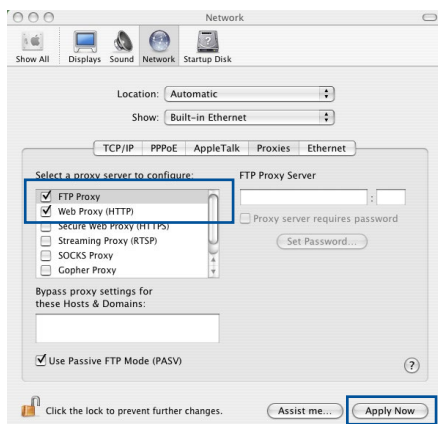 Network
Show All Displays Sound Network Startup Disk
Location: Automatic
Show: Built-in Ethernet
TCP/IP PPPoE AppleTalk Proxies Ethernet
Select a proxy server to configure: FTP Proxy Server
FTP Proxy
Web Proxy (HTTP)
:
Proxy server requires password
Secure Web Proxy (HTTPS)
Streaming Proxy (RTSP)
Set Password...
SOCKS Proxy
Gopher Proxy
Bypass proxy settings for
these Hosts & Domains:
Use Passive FTP Mode (PASV)
?
Click the lock to prevent further changes. Assist me... Apply Now